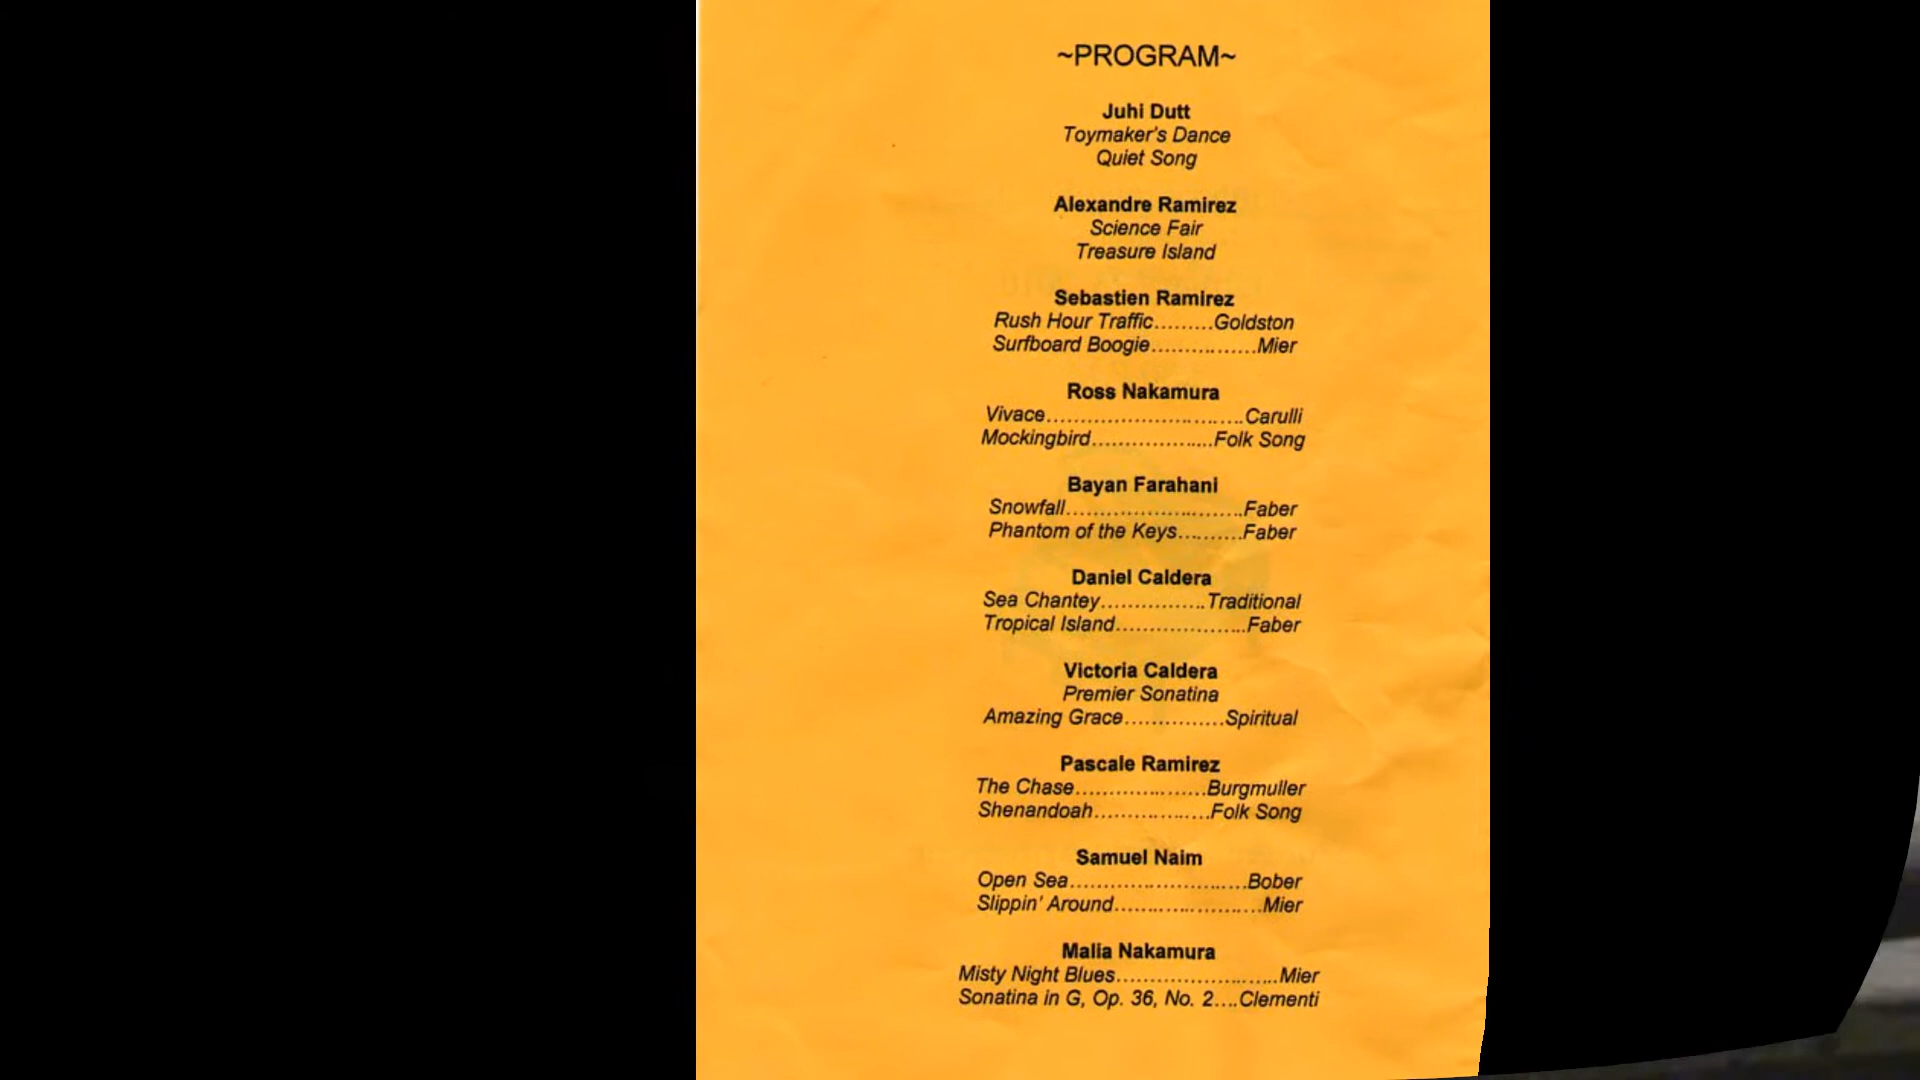 ~PROGRAM~
Juhi Dutt
Toymaker's Dance
Quiet Song
Alexandre Ramirez
Science Fair
Treasure Island
Sebastien Ramirez
Rush Hour Traffic.........Goldston
Surfboard Boogie................Mier
Ross Nakamura
Vivace..............................Carulli
Mockingbird..................Folk Song
Bayan Farahani
Snowfall...........................Faber
Phantom of the Keys..........Faber
Daniel Caldera
Sea Chantey................Traditional
Tropical Island....................Faber
Victoria Caldera
Premier Sonatina
Amazing Grace...............Spiritual
Pascale Ramirez
The Chase....................Burgmuller
Shenandoah..................Folk Song
Samuel Naim
Open Sea...........................Bober
Slippin' Around.......................Mier
Malia Nakamura
Misty Night Blues.........................Mier
Sonatina in G, Op. 36, No. 2....Clementi